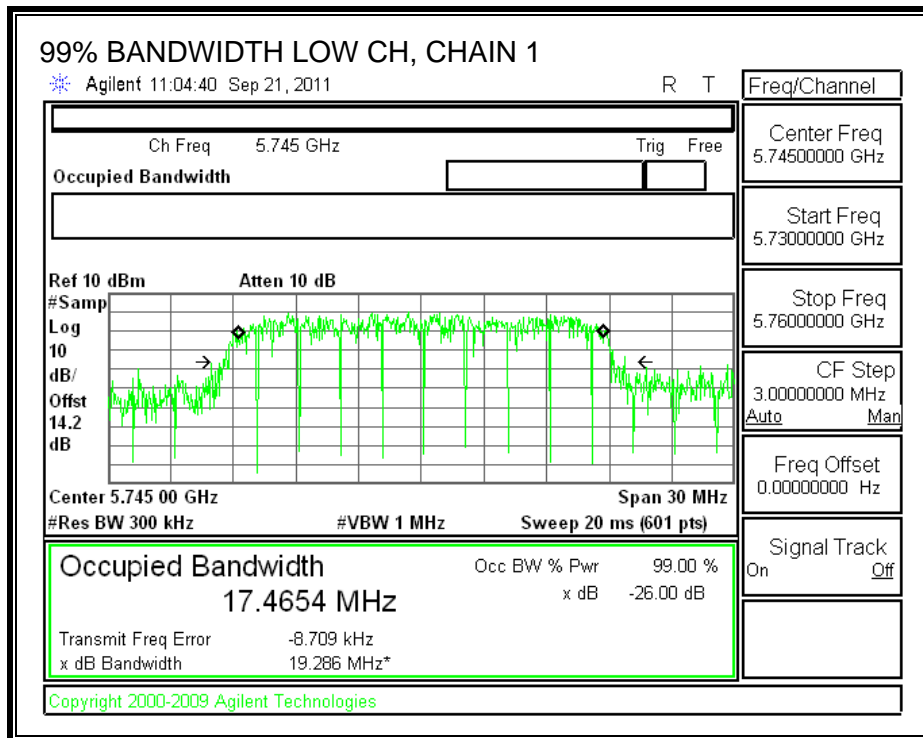 99% BANDWIDTH LOW CH, CHAIN 1
Agilent 11:04:40 Sep 21, 2011 R T
Freq/Channel
Ch Freq 5.745 GHz Trig Free
Occupied Bandwidth
Center Freq
5.74500000 GHz
Start Freq
5.73000000 GHz
Stop Freq
5.76000000 GHz
CF Step
3.00000000 MHz
Auto Man
Freq Offset
0.00000000 Hz
Signal Track
On Off
Ref 10 dBm Atten 10 dB
#Samp
Log
10
dB/
Offst
14.2
dB
Center 5.745 00 GHz Span 30 MHz
#Res BW 300 kHz #VBW 1 MHz Sweep 20 ms (601 pts)
Occupied Bandwidth
17.4654 MHz
Occ BW % Pwr 99.00 %
x dB -26.00 dB
Transmit Freq Error -8.709 kHz
x dB Bandwidth 19.286 MHz*
Copyright 2000-2009 Agilent Technologies